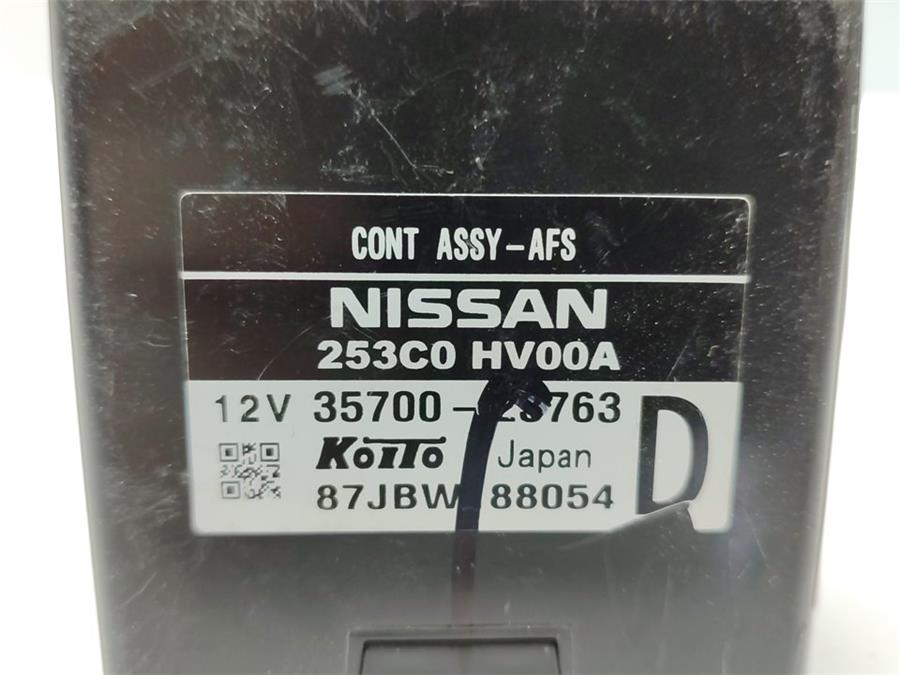 CONT ASSY-AFS
NISSAN
253C0 HV00A
12V 35700-
KOITO Japan
87JBW 88054
D